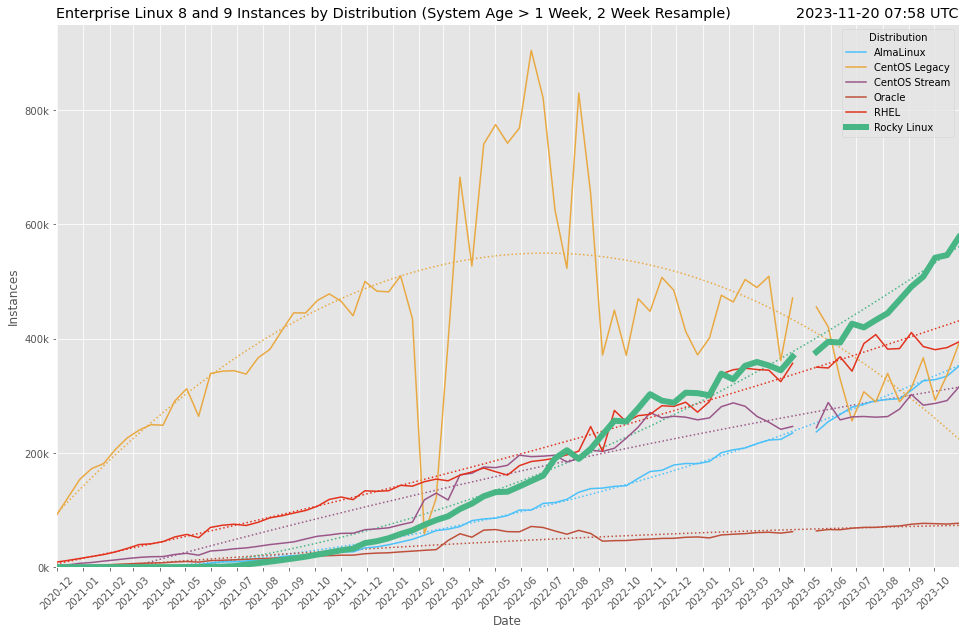 Enterprise Linux 8 and 9 Instances by Distribution (System Age > 1 Week, 2 Week Resample)
2023-11-20 07:58 UTC
Distribution
AlmaLinux
CentOS Legacy
CentOS Stream
Oracle
RHEL
Rocky Linux
Instances
800k
600k
400k
200k
0k
2020-12
2021-01
2021-02
2021-03
2021-04
2021-05
2021-06
2021-07
2021-08
2021-09
2021-10
2021-11
2021-12
2022-01
2022-02
2022-03
2022-04
2022-05
2022-06
2022-07
2022-08
2022-09
2022-10
2022-11
2022-12
2023-01
2023-02
2023-03
2023-04
2023-05
2023-06
2023-07
2023-08
2023-09
2023-10
Date